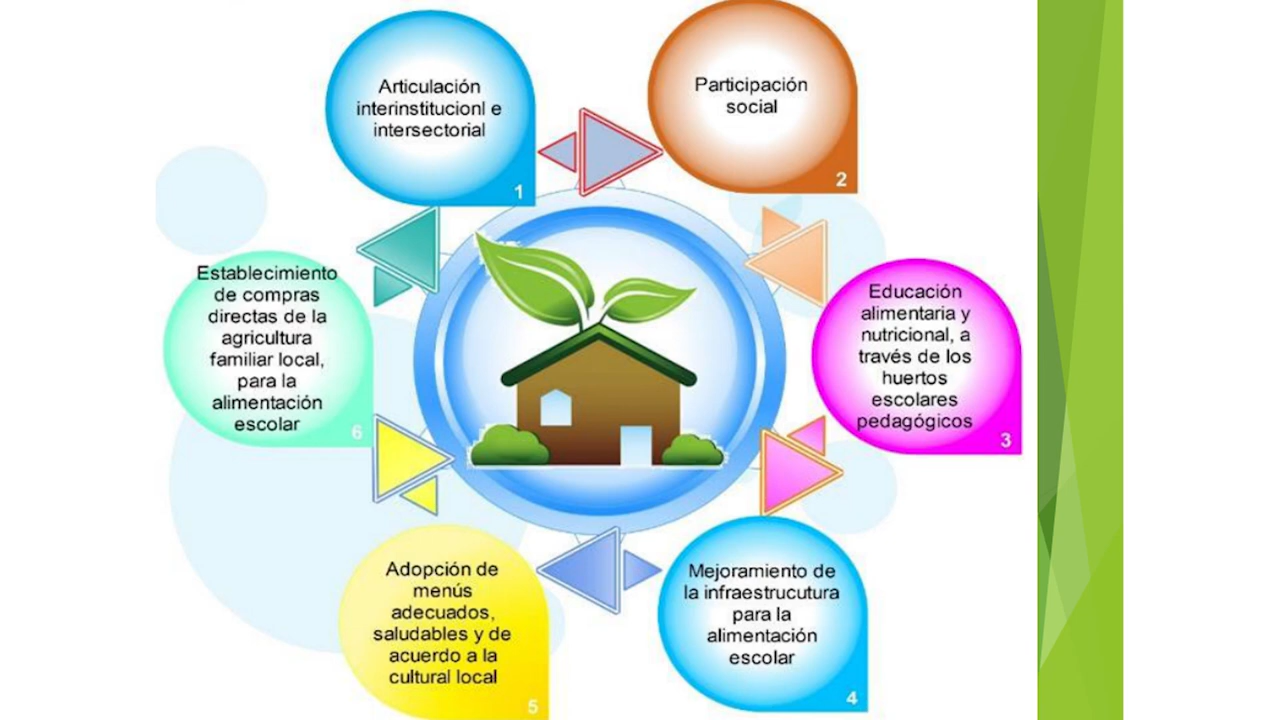 Articulación
interinstitucionl e
intersectorial
1
Participación
social
2
Educación
alimentaria y
nutricional, a
través de los
huertos
escolares
pedagógicos
3
Mejoramiento de
la infraestrucutura
para la
alimentación
escolar
4
Adopción de
menús
adecuados,
saludables y de
acuerdo a la
cultural local
5
Establecimiento
de compras
directas de la
agricultura
familiar local,
para la
alimentación
escolar
6